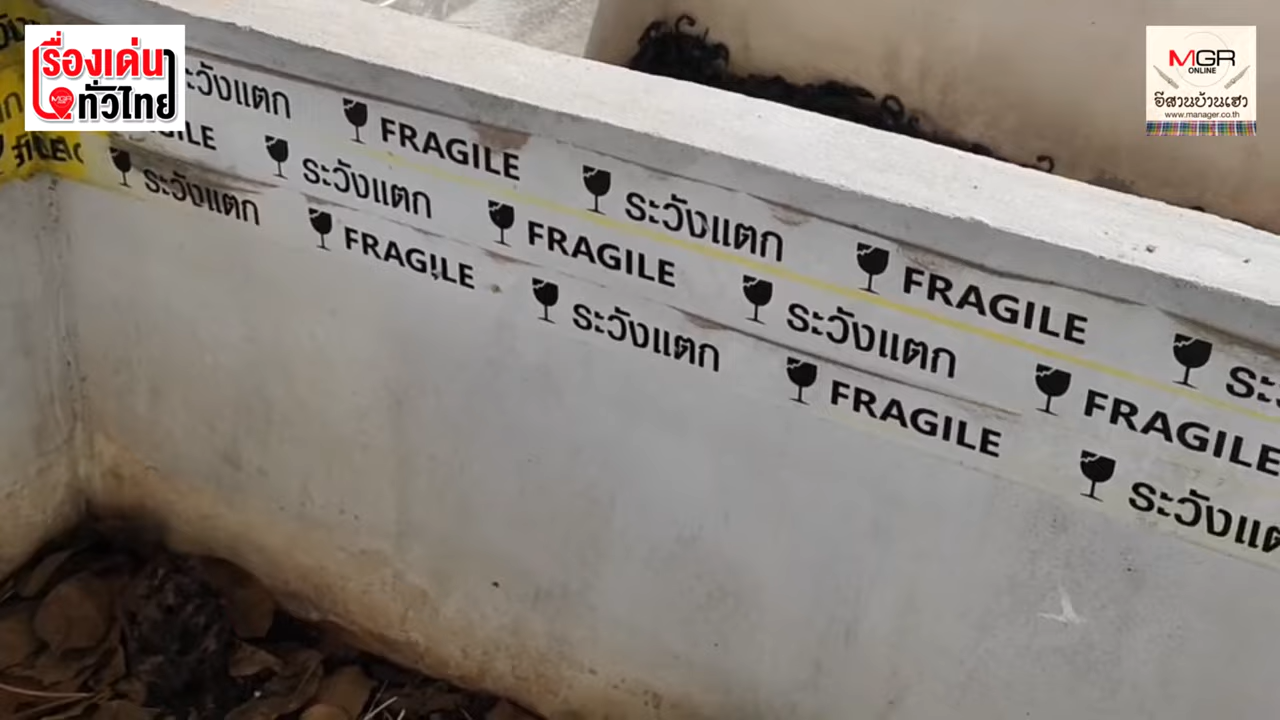 เรื่องเด่น
MGR
ทั่วไทย
MGR
ONLINE
อีสานบ้านเฮา
www.manager.co.th
ระวังแตก FRAGILE ระวังแตก FRAGILE
FRAGILE ระวังแตก FRAGILE ระวังแตก FRAGILE
ระวังแตก FRAGILE ระวังแตก FRAGILE ระวังแตก